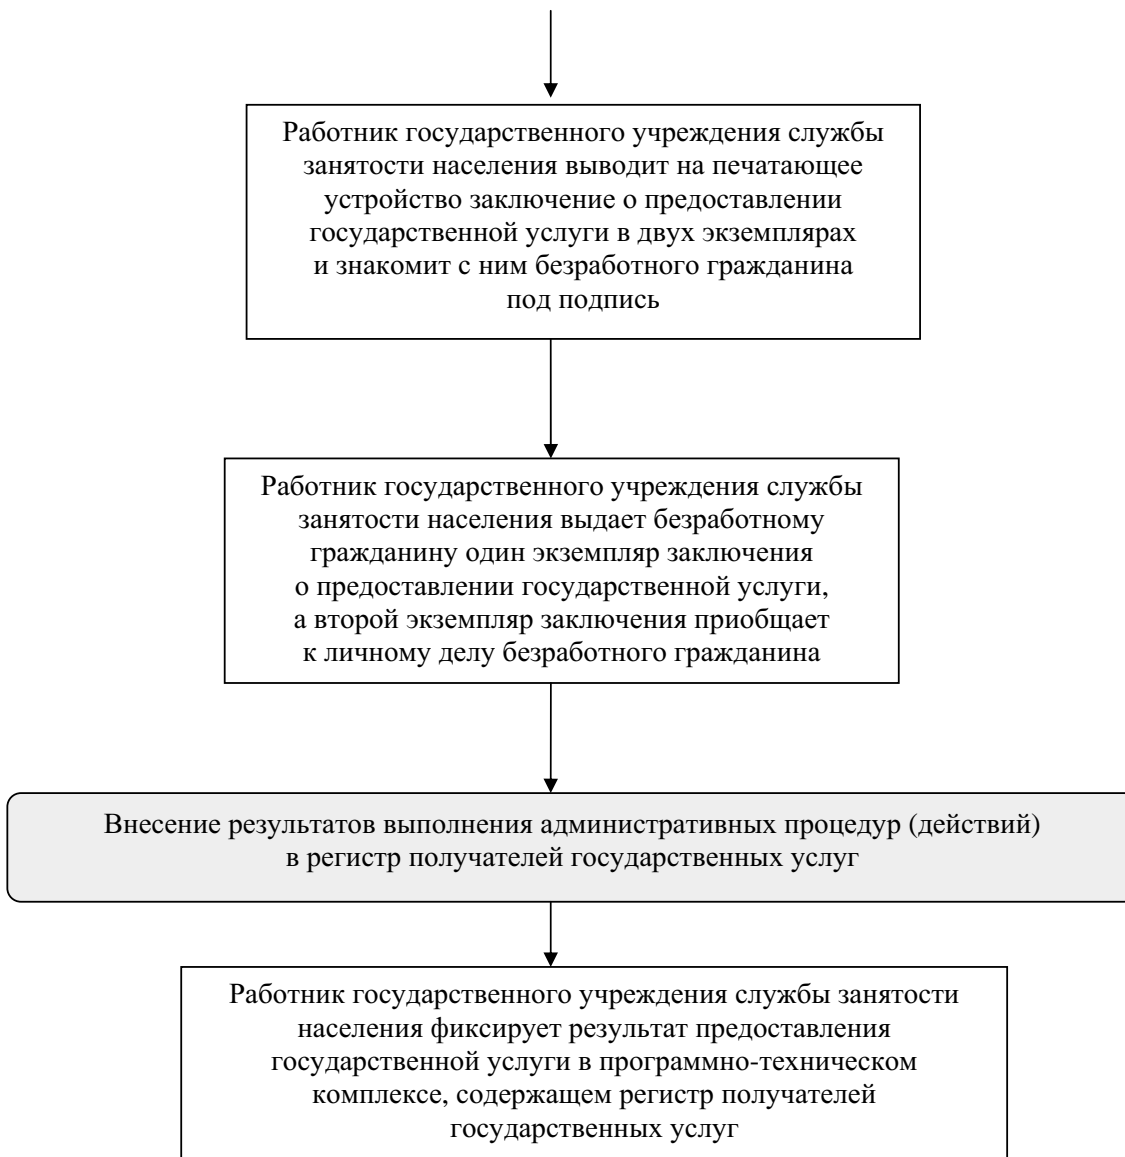 Работник государственного учреждения службы
занятости населения выводит на печатающее
устройство заключение о предоставлении
государственной услуги в двух экземплярах
и знакомит с ним безработного гражданина
под подпись
Работник государственного учреждения службы
занятости населения выдает безработному
гражданину один экземпляр заключения
о предоставлении государственной услуги,
а второй экземпляр заключения приобщает
к личному делу безработного гражданина
Внесение результатов выполнения административных процедур (действий)
в регистр получателей государственных услуг
Работник государственного учреждения службы занятости
населения фиксирует результат предоставления
государственной услуги в программно-техническом
комплексе, содержащем регистр получателей
государственных услуг